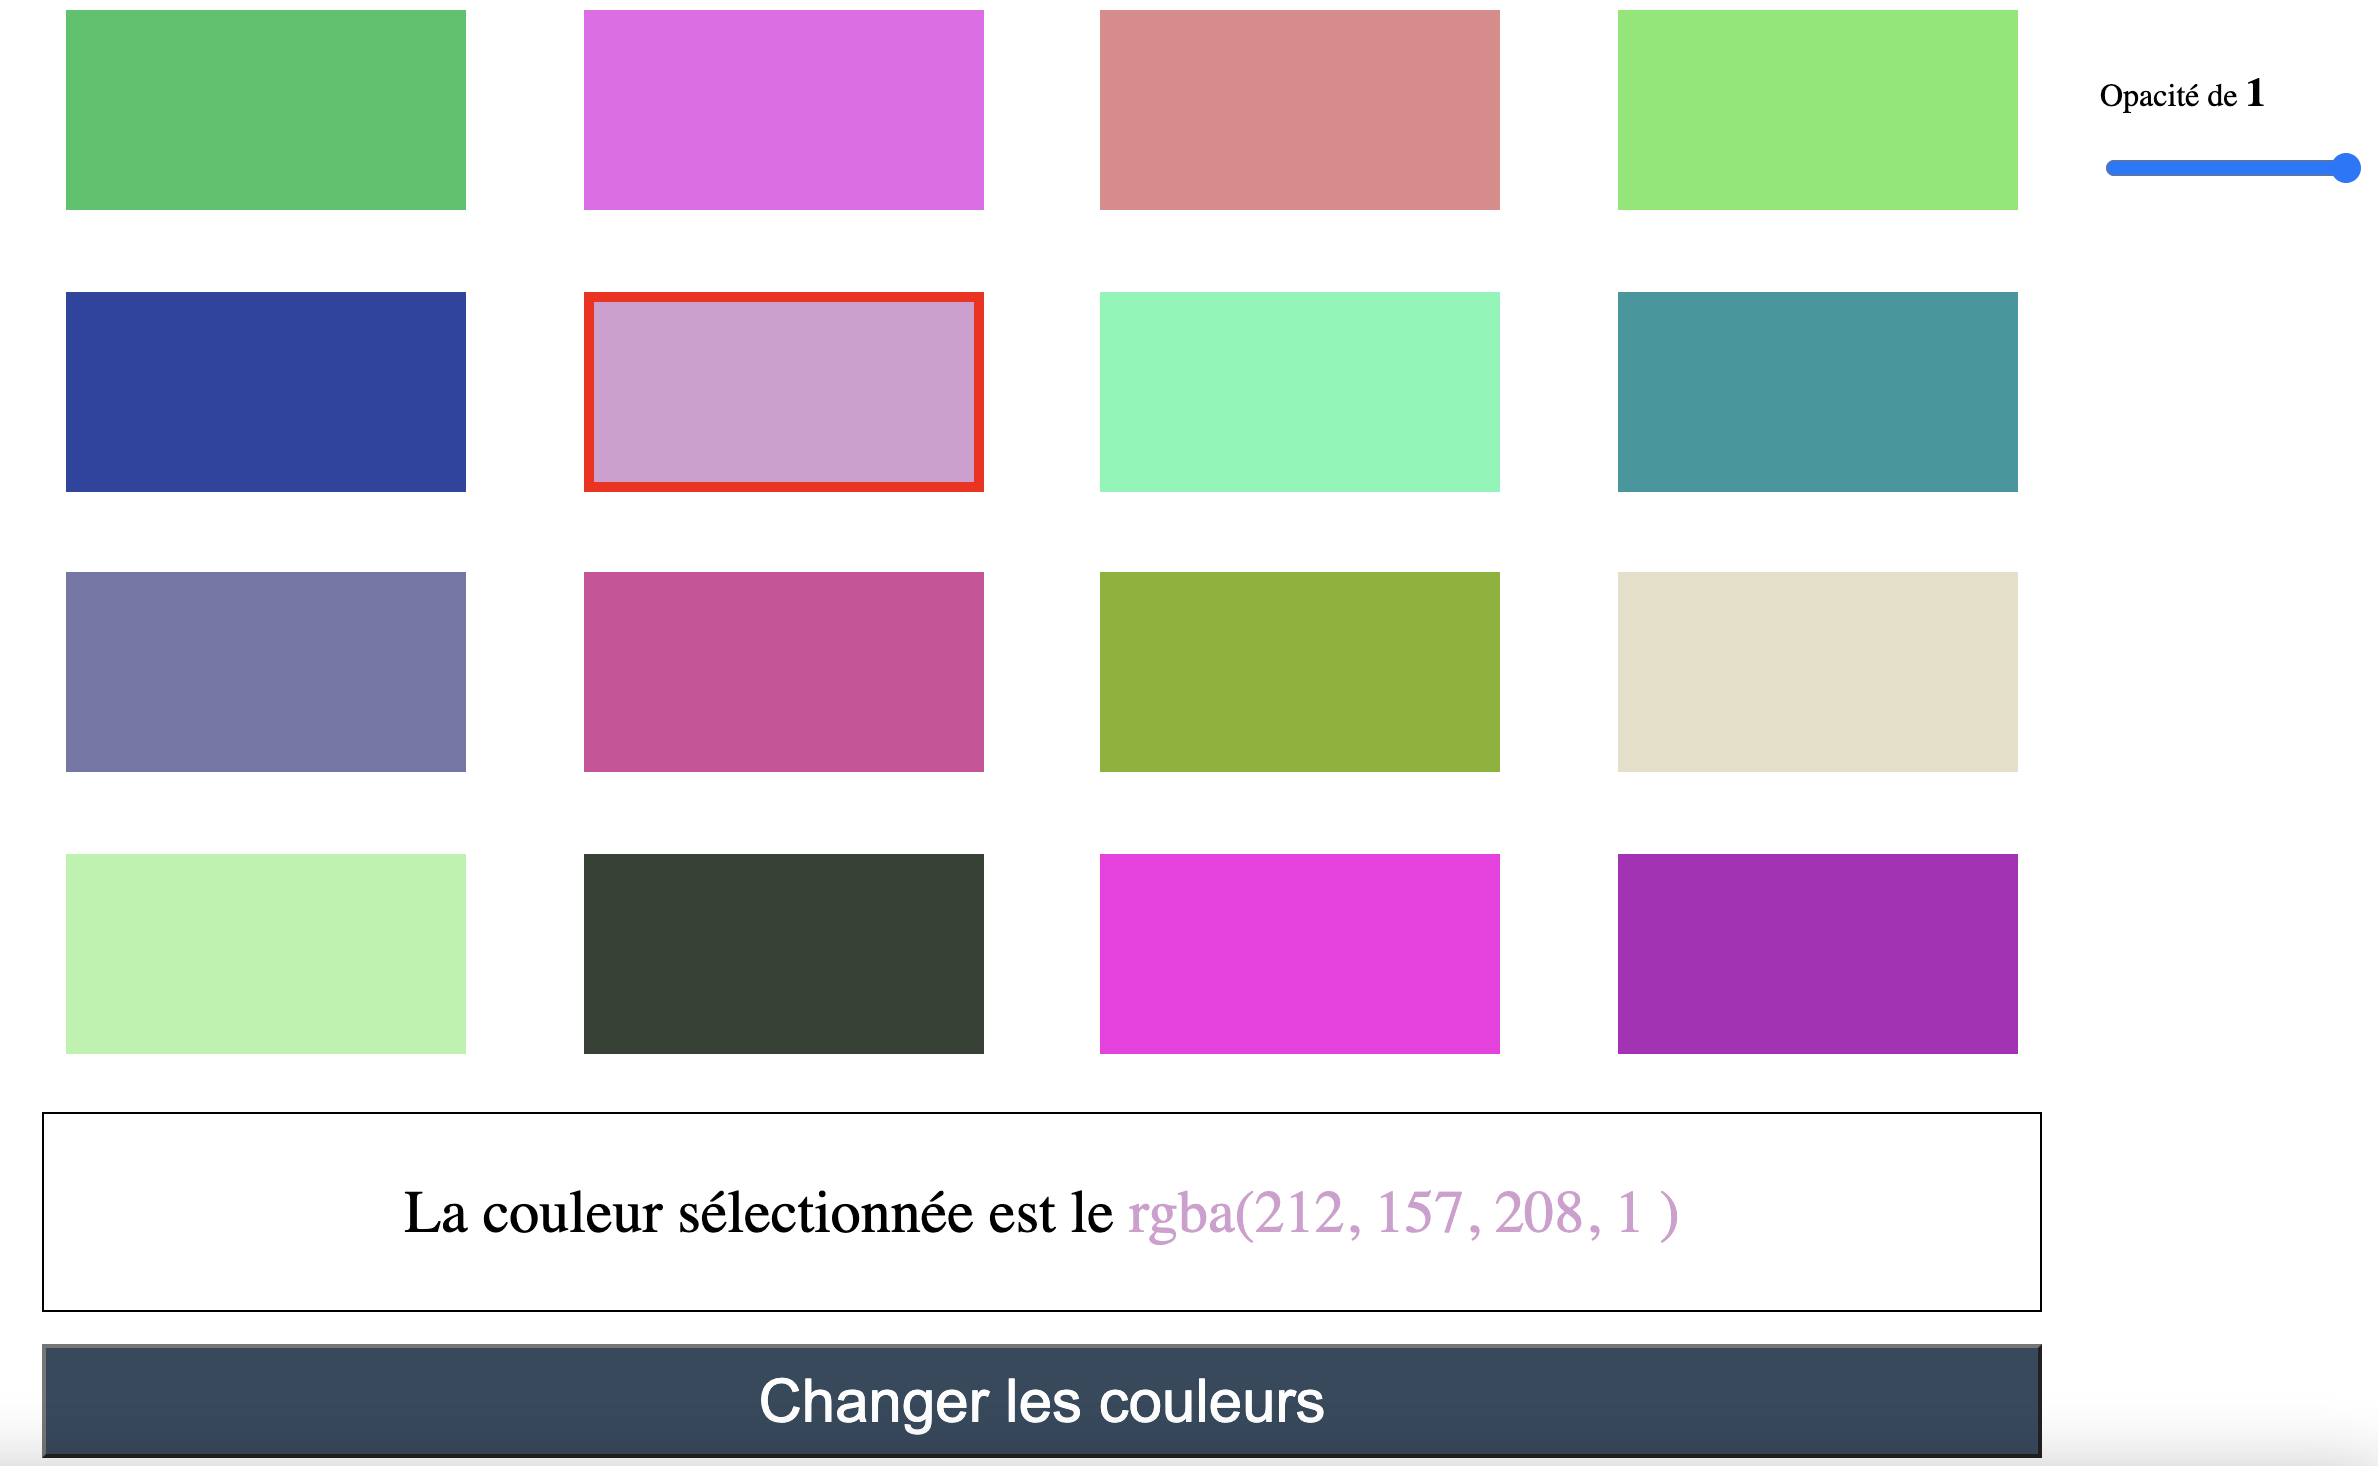 Opacité de 1
La couleur sélectionnée est le rgba(212, 157, 208, 1 )
Changer les couleurs